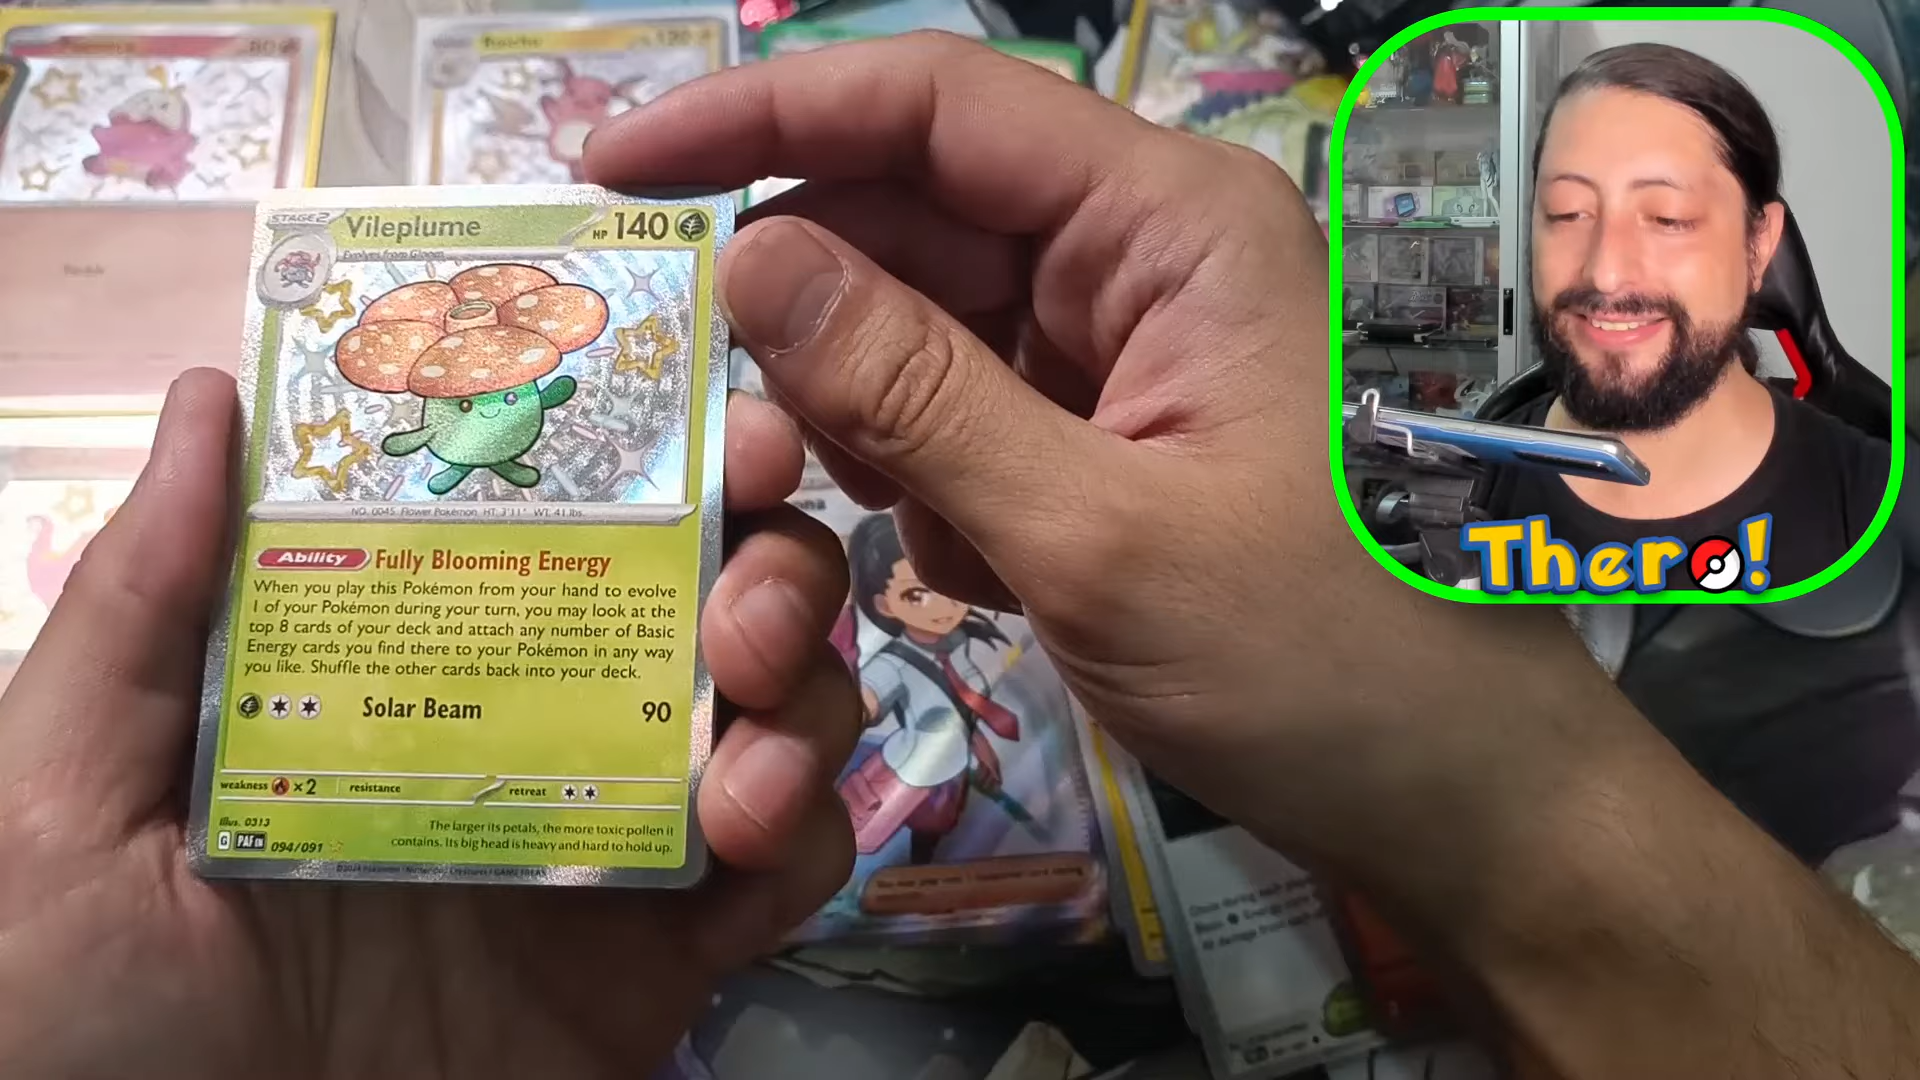 Raichu
120
STAGE 2
Vileplume
HP 140
Evolves from Gloom
NO. 0045 Flower Pokémon HT: 3'11" WT: 41 lbs.
Ability Fully Blooming Energy
When you play this Pokémon from your hand to evolve
1 of your Pokémon during your turn, you may look at the
top 8 cards of your deck and attach any number of Basic
Energy cards you find there to your Pokémon in any way
you like. Shuffle the other cards back into your deck.
Solar Beam 90
weakness ×2 resistance retreat
Illus. 0313
The larger its petals, the more toxic pollen it
contains. Its big head is heavy and hard to hold up.
G PAF EN 094/091
Thero!